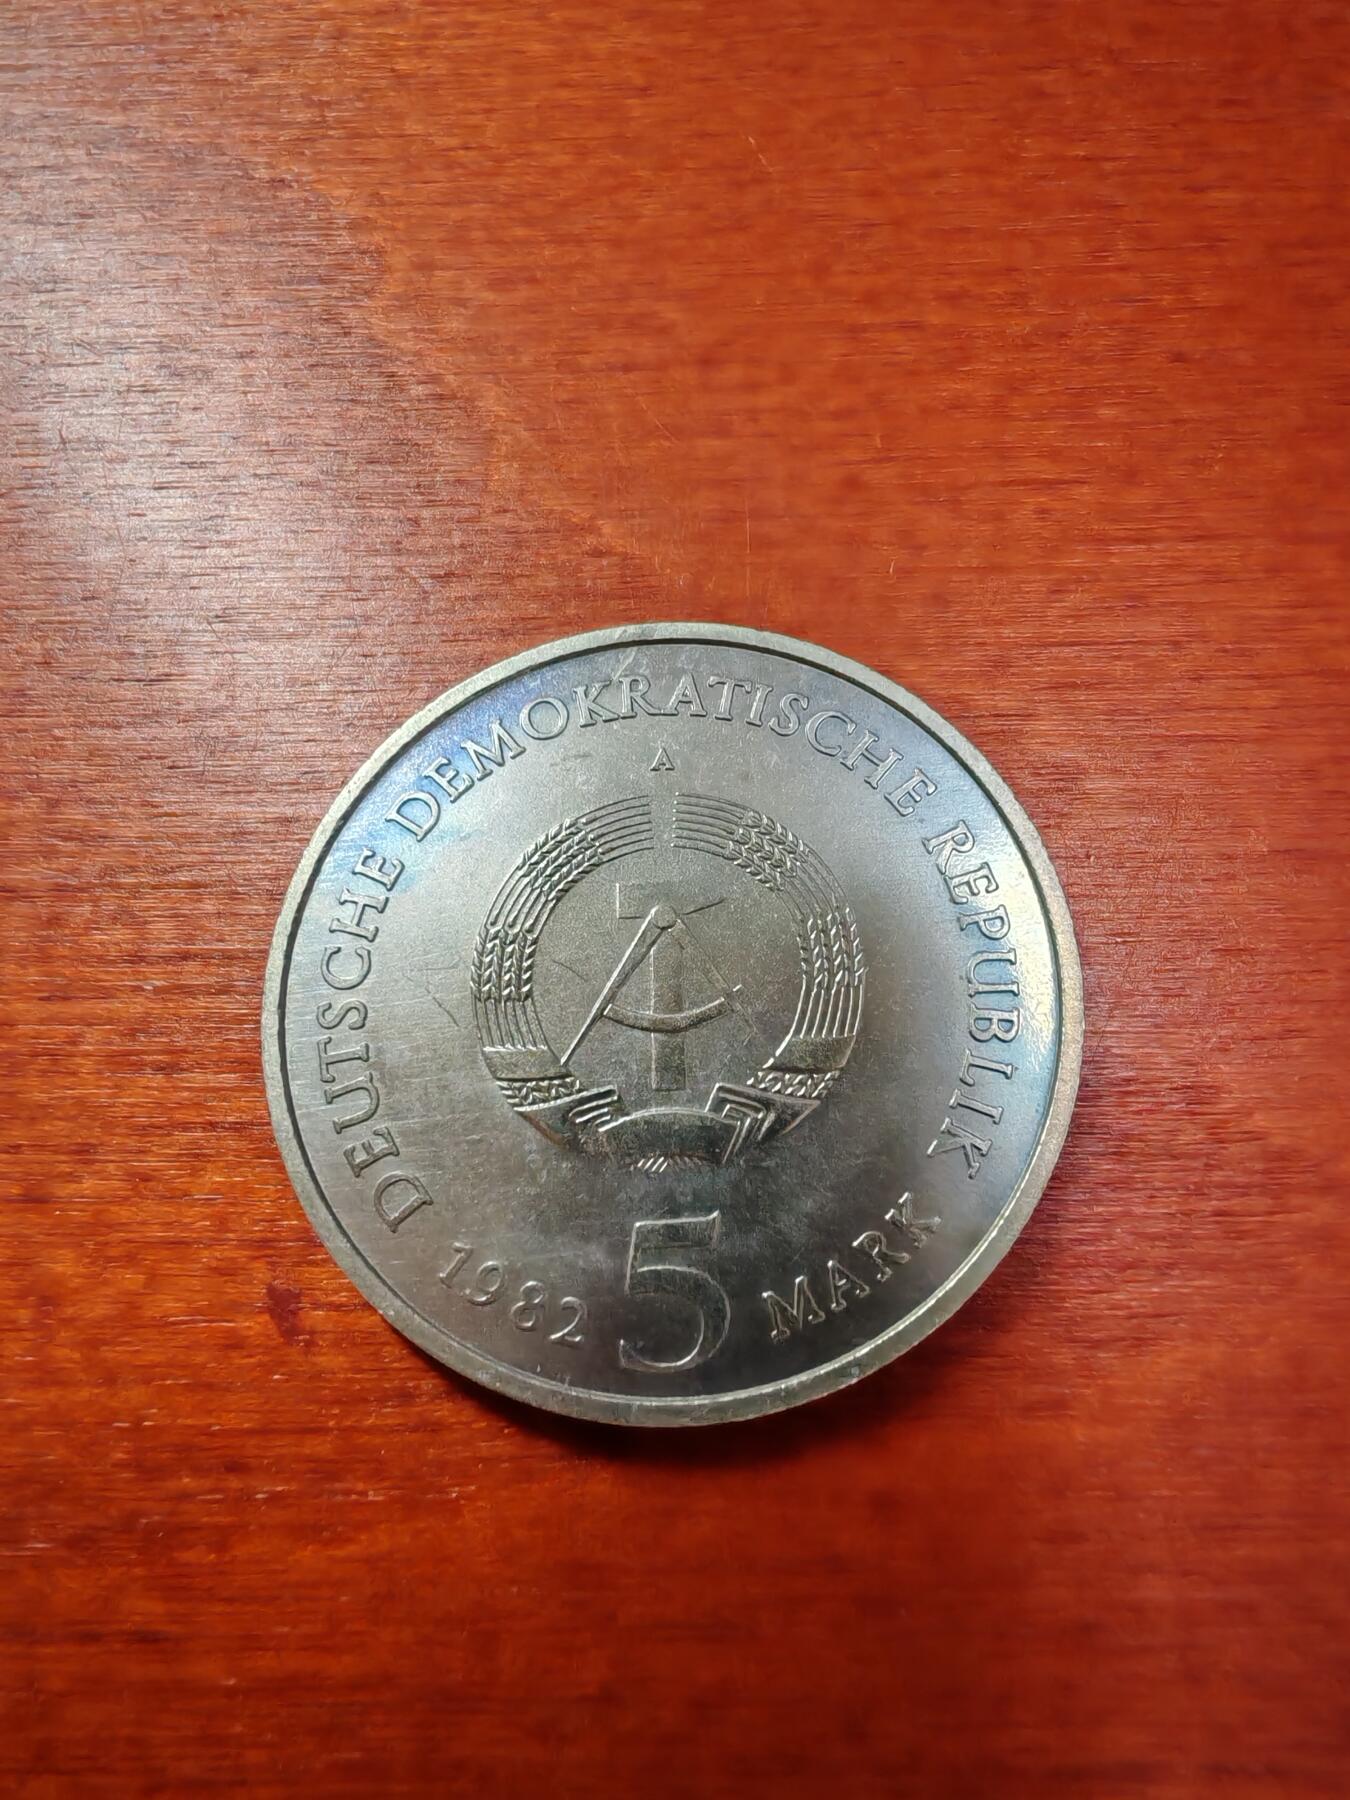 DEUTSCHE DEMOKRATISCHE REPUBLIK
A
1982 5 MARK